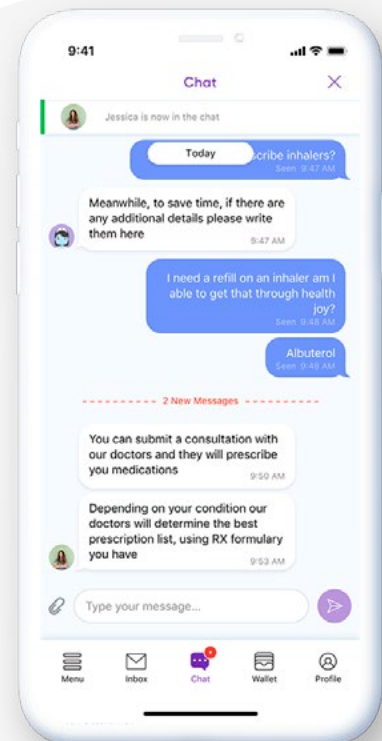 9:41
Chat
Jessica is now in the chat
Today
scribe inhalers?
Seen 9:47 AM
Meanwhile, to save time, if there are
any additional details please write
them here
9:47 AM
I need a refill on an inhaler am I
able to get that through health
joy?
Seen 9:48 AM
Albuterol
Seen 9:48 AM
2 New Messages
You can submit a consultation with
our doctors and they will prescribe
you medications
9:50 AM
Depending on your condition our
doctors will determine the best
prescription list, using RX formulary
you have
9:53 AM
Type your message...
Menu
Inbox
Chat
Wallet
Profile